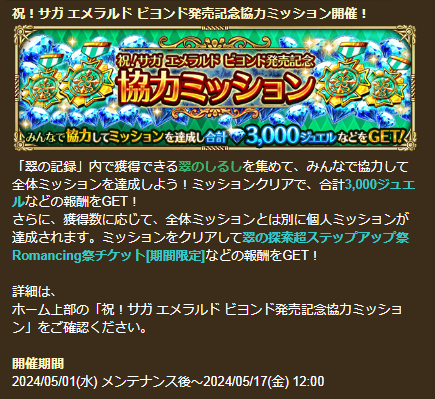 祝！サガ エメラルド ビヨンド発売記念協力ミッション開催！
祝！サガ エメラルド ビヨンド発売記念
協力ミッション
みんなで協力してミッションを達成し合計3,000ジュエルなどをGET!
「翠の記録」内で獲得できる翠のしるしを集めて、みんなで協力して
全体ミッションを達成しよう！ミッションクリアで、合計3,000ジュエ
ルなどの報酬をGET！
さらに、獲得数に応じて、全体ミッションとは別に個人ミッションが
達成されます。ミッションをクリアして翠の探索超ステップアップ祭
Romancing祭チケット[期間限定]などの報酬をGET！
詳細は、
ホーム上部の「祝！サガ エメラルド ビヨンド発売記念協力ミッショ
ン」をご確認ください。
開催期間
2024/05/01(水) メンテナンス後～2024/05/17(金) 12:00